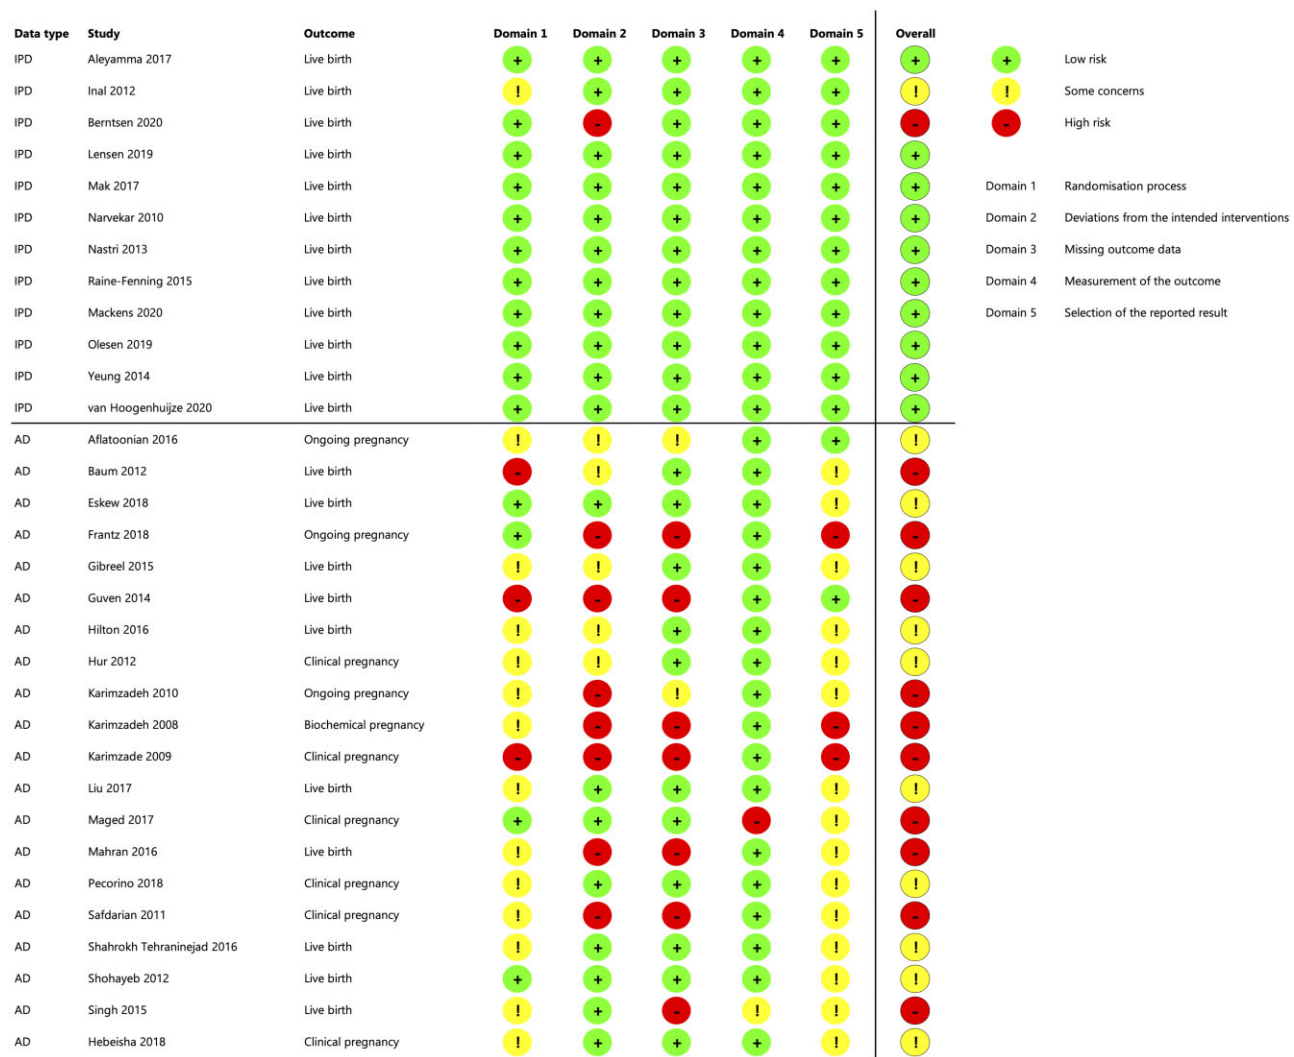 Data type Study Outcome Domain 1 Domain 2 Domain 3 Domain 4 Domain 5 Overall
IPD Aleyamma 2017 Live birth + + + + + + + Low risk
IPD Inal 2012 Live birth ! + + + + ! ! Some concerns
IPD Berntsen 2020 Live birth + - + + + - - High risk
IPD Lensen 2019 Live birth + + + + + +
IPD Mak 2017 Live birth + + + + + + Domain 1 Randomisation process
IPD Narvekar 2010 Live birth + + + + + + Domain 2 Deviations from the intended interventions
IPD Nastri 2013 Live birth + + + + + + Domain 3 Missing outcome data
IPD Raine-Fenning 2015 Live birth + + + + + + Domain 4 Measurement of the outcome
IPD Mackens 2020 Live birth + + + + + + Domain 5 Selection of the reported result
IPD Olesen 2019 Live birth + + + + + +
IPD Yeung 2014 Live birth + + + + + +
IPD van Hoogenhuijze 2020 Live birth + + + + + +
AD Aflatoonian 2016 Ongoing pregnancy ! ! ! + + !
AD Baum 2012 Live birth - ! + + ! -
AD Eskew 2018 Live birth + + + + ! !
AD Frantz 2018 Ongoing pregnancy + - - + - -
AD Gibreel 2015 Live birth ! ! + + ! !
AD Guven 2014 Live birth - - - + + -
AD Hilton 2016 Live birth ! ! + + ! !
AD Hur 2012 Clinical pregnancy ! ! + + ! !
AD Karimzadeh 2010 Ongoing pregnancy ! - ! + ! -
AD Karimzadeh 2008 Biochemical pregnancy ! - - + - -
AD Karimzade 2009 Clinical pregnancy - - - + - -
AD Liu 2017 Live birth ! + + + ! !
AD Maged 2017 Clinical pregnancy + + + - ! -
AD Mahran 2016 Live birth ! - - + ! -
AD Pecorino 2018 Clinical pregnancy ! + + + ! !
AD Safdarian 2011 Clinical pregnancy ! - - + ! -
AD Shahrokh Tehraninejad 2016 Live birth ! + + + ! !
AD Shohayeb 2012 Live birth + + + + ! !
AD Singh 2015 Live birth ! + - ! ! -
AD Hebeisha 2018 Clinical pregnancy ! + + + ! !